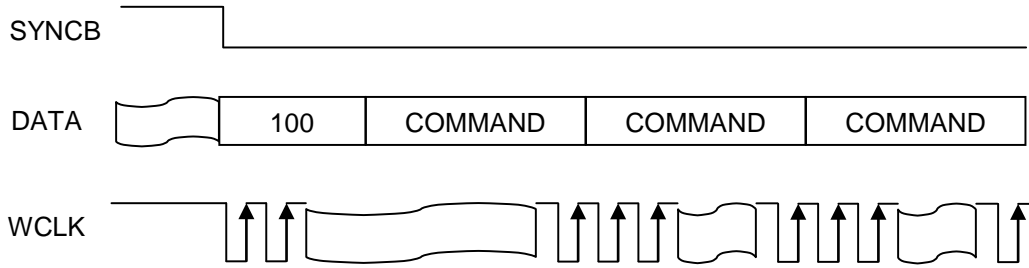 SYNCB
DATA 100 COMMAND COMMAND COMMAND
WCLK